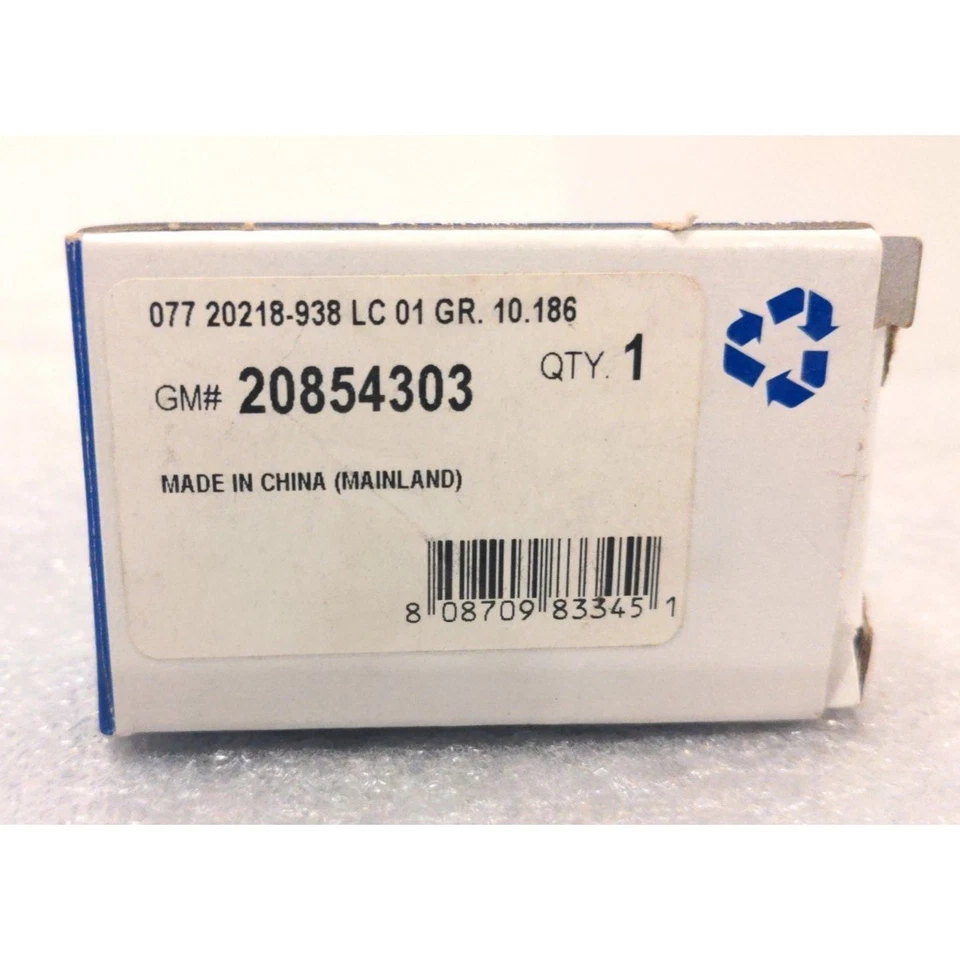 077 20218-938 LC 01 GR. 10.186
GM# 20854303 QTY. 1
MADE IN CHINA (MAINLAND)
8 08709 83345 1